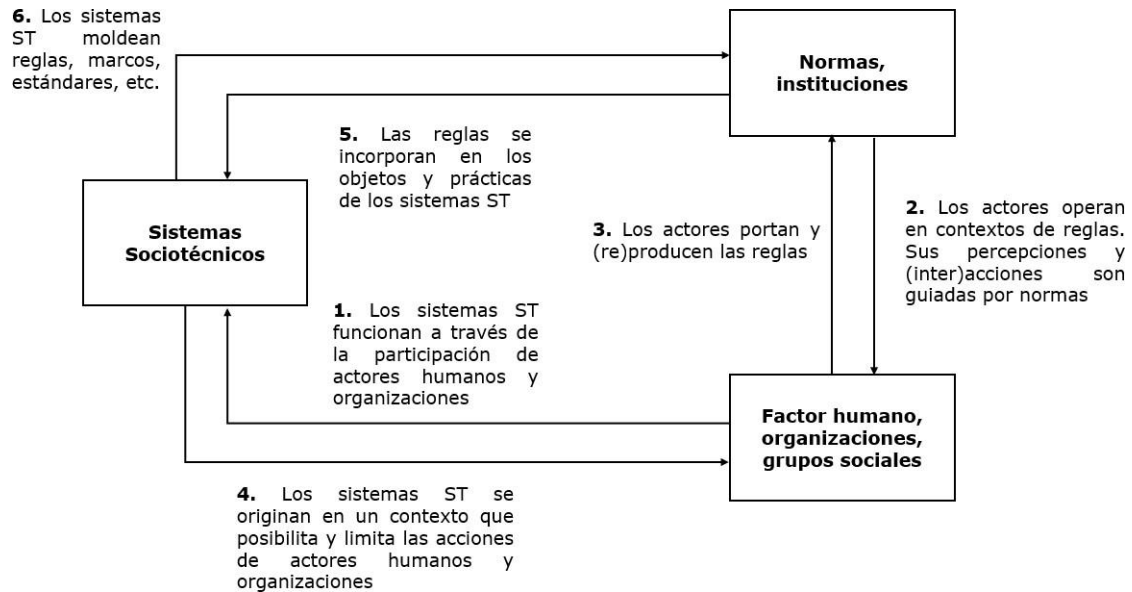 6. Los sistemas
ST moldean
reglas, marcos,
estándares, etc.
Normas,
instituciones
5. Las reglas se
incorporan en los
objetos y prácticas
de los sistemas ST
Sistemas
Sociotécnicos
3. Los actores portan y
(re)producen las reglas
2. Los actores operan
en contextos de reglas.
Sus percepciones y
(inter)acciones son
guiadas por normas
1. Los sistemas ST
funcionan a través de
la participación de
actores humanos y
organizaciones
Factor humano,
organizaciones,
grupos sociales
4. Los sistemas ST se
originan en un contexto que
posibilita y limita las acciones
de actores humanos y
organizaciones